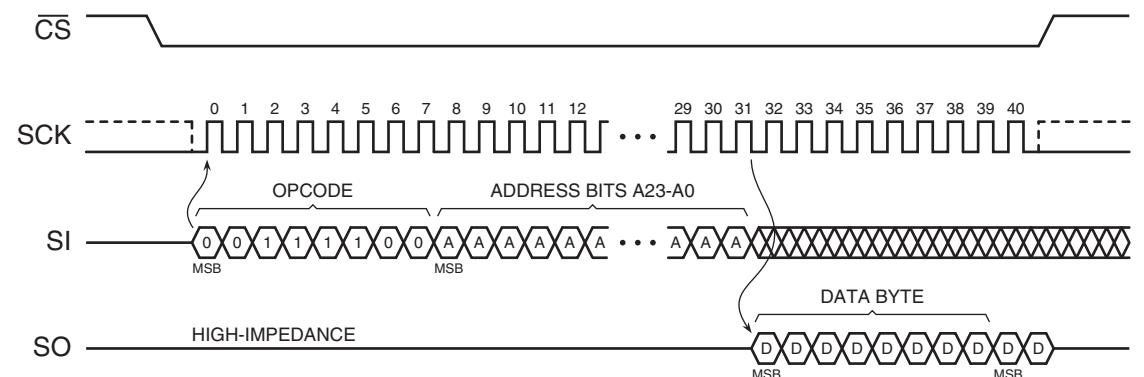 C̅S̅
0 1 2 3 4 5 6 7 8 9 10 11 12 29 30 31 32 33 34 35 36 37 38 39 40
SCK
OPCODE ADDRESS BITS A23-A0
SI 0 0 1 1 1 1 0 0 A A A A A A A A A
MSB MSB
DATA BYTE
HIGH-IMPEDANCE
SO D D D D D D D D D D
MSB MSB